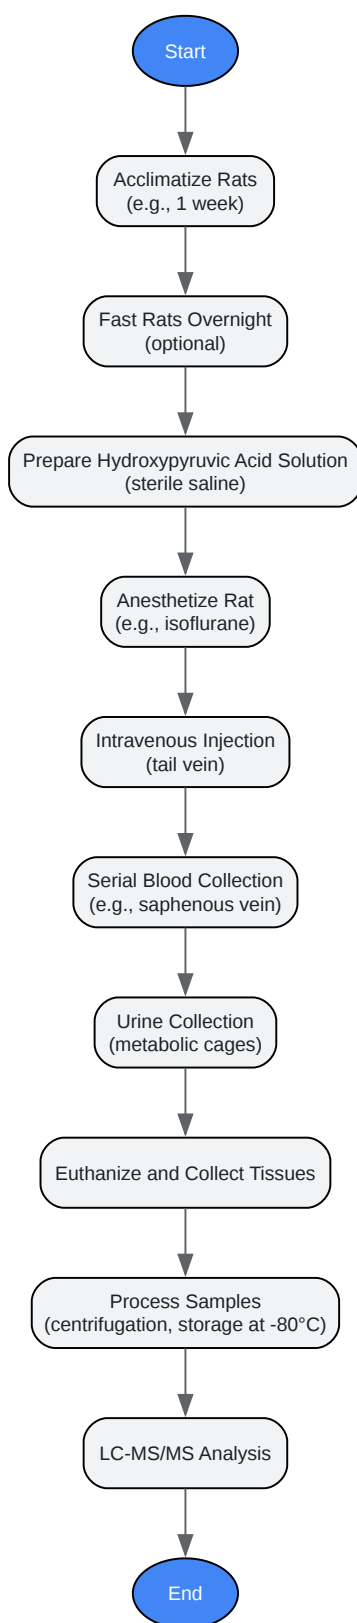 Start
Acclimatize Rats
(e.g., 1 week)
Fast Rats Overnight
(optional)
Prepare Hydroxypyruvic Acid Solution
(sterile saline)
Anesthetize Rat
(e.g., isoflurane)
Intravenous Injection
(tail vein)
Serial Blood Collection
(e.g., saphenous vein)
Urine Collection
(metabolic cages)
Euthanize and Collect Tissues
Process Samples
(centrifugation, storage at -80°C)
LC-MS/MS Analysis
End